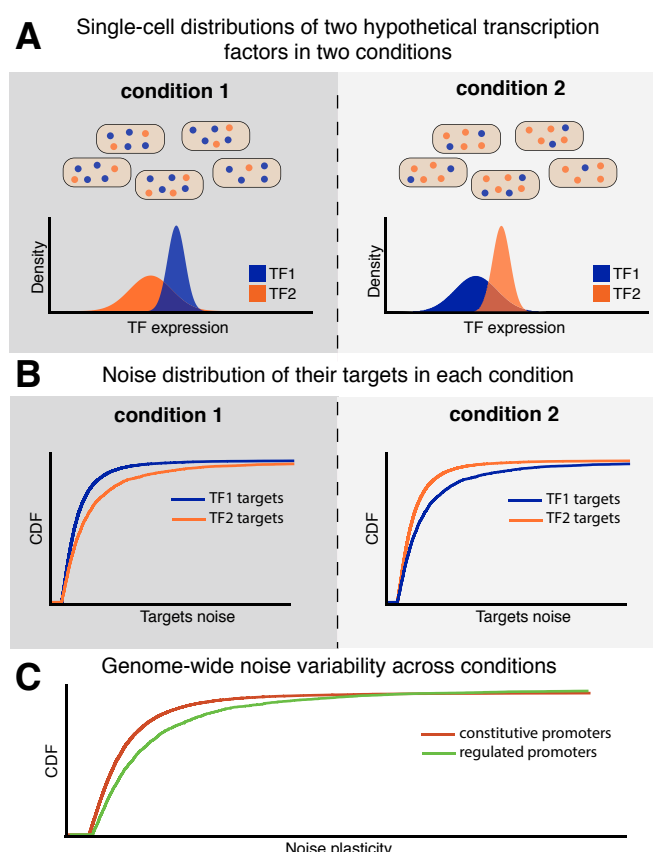 A
Single-cell distributions of two hypothetical transcription
factors in two conditions
condition 1
condition 2
Density
TF1
TF2
TF expression
Density
TF1
TF2
TF expression
B
Noise distribution of their targets in each condition
condition 1
condition 2
CDF
TF1 targets
TF2 targets
Targets noise
CDF
TF1 targets
TF2 targets
Targets noise
C
Genome-wide noise variability across conditions
CDF
constitutive promoters
regulated promoters
Noise plasticity